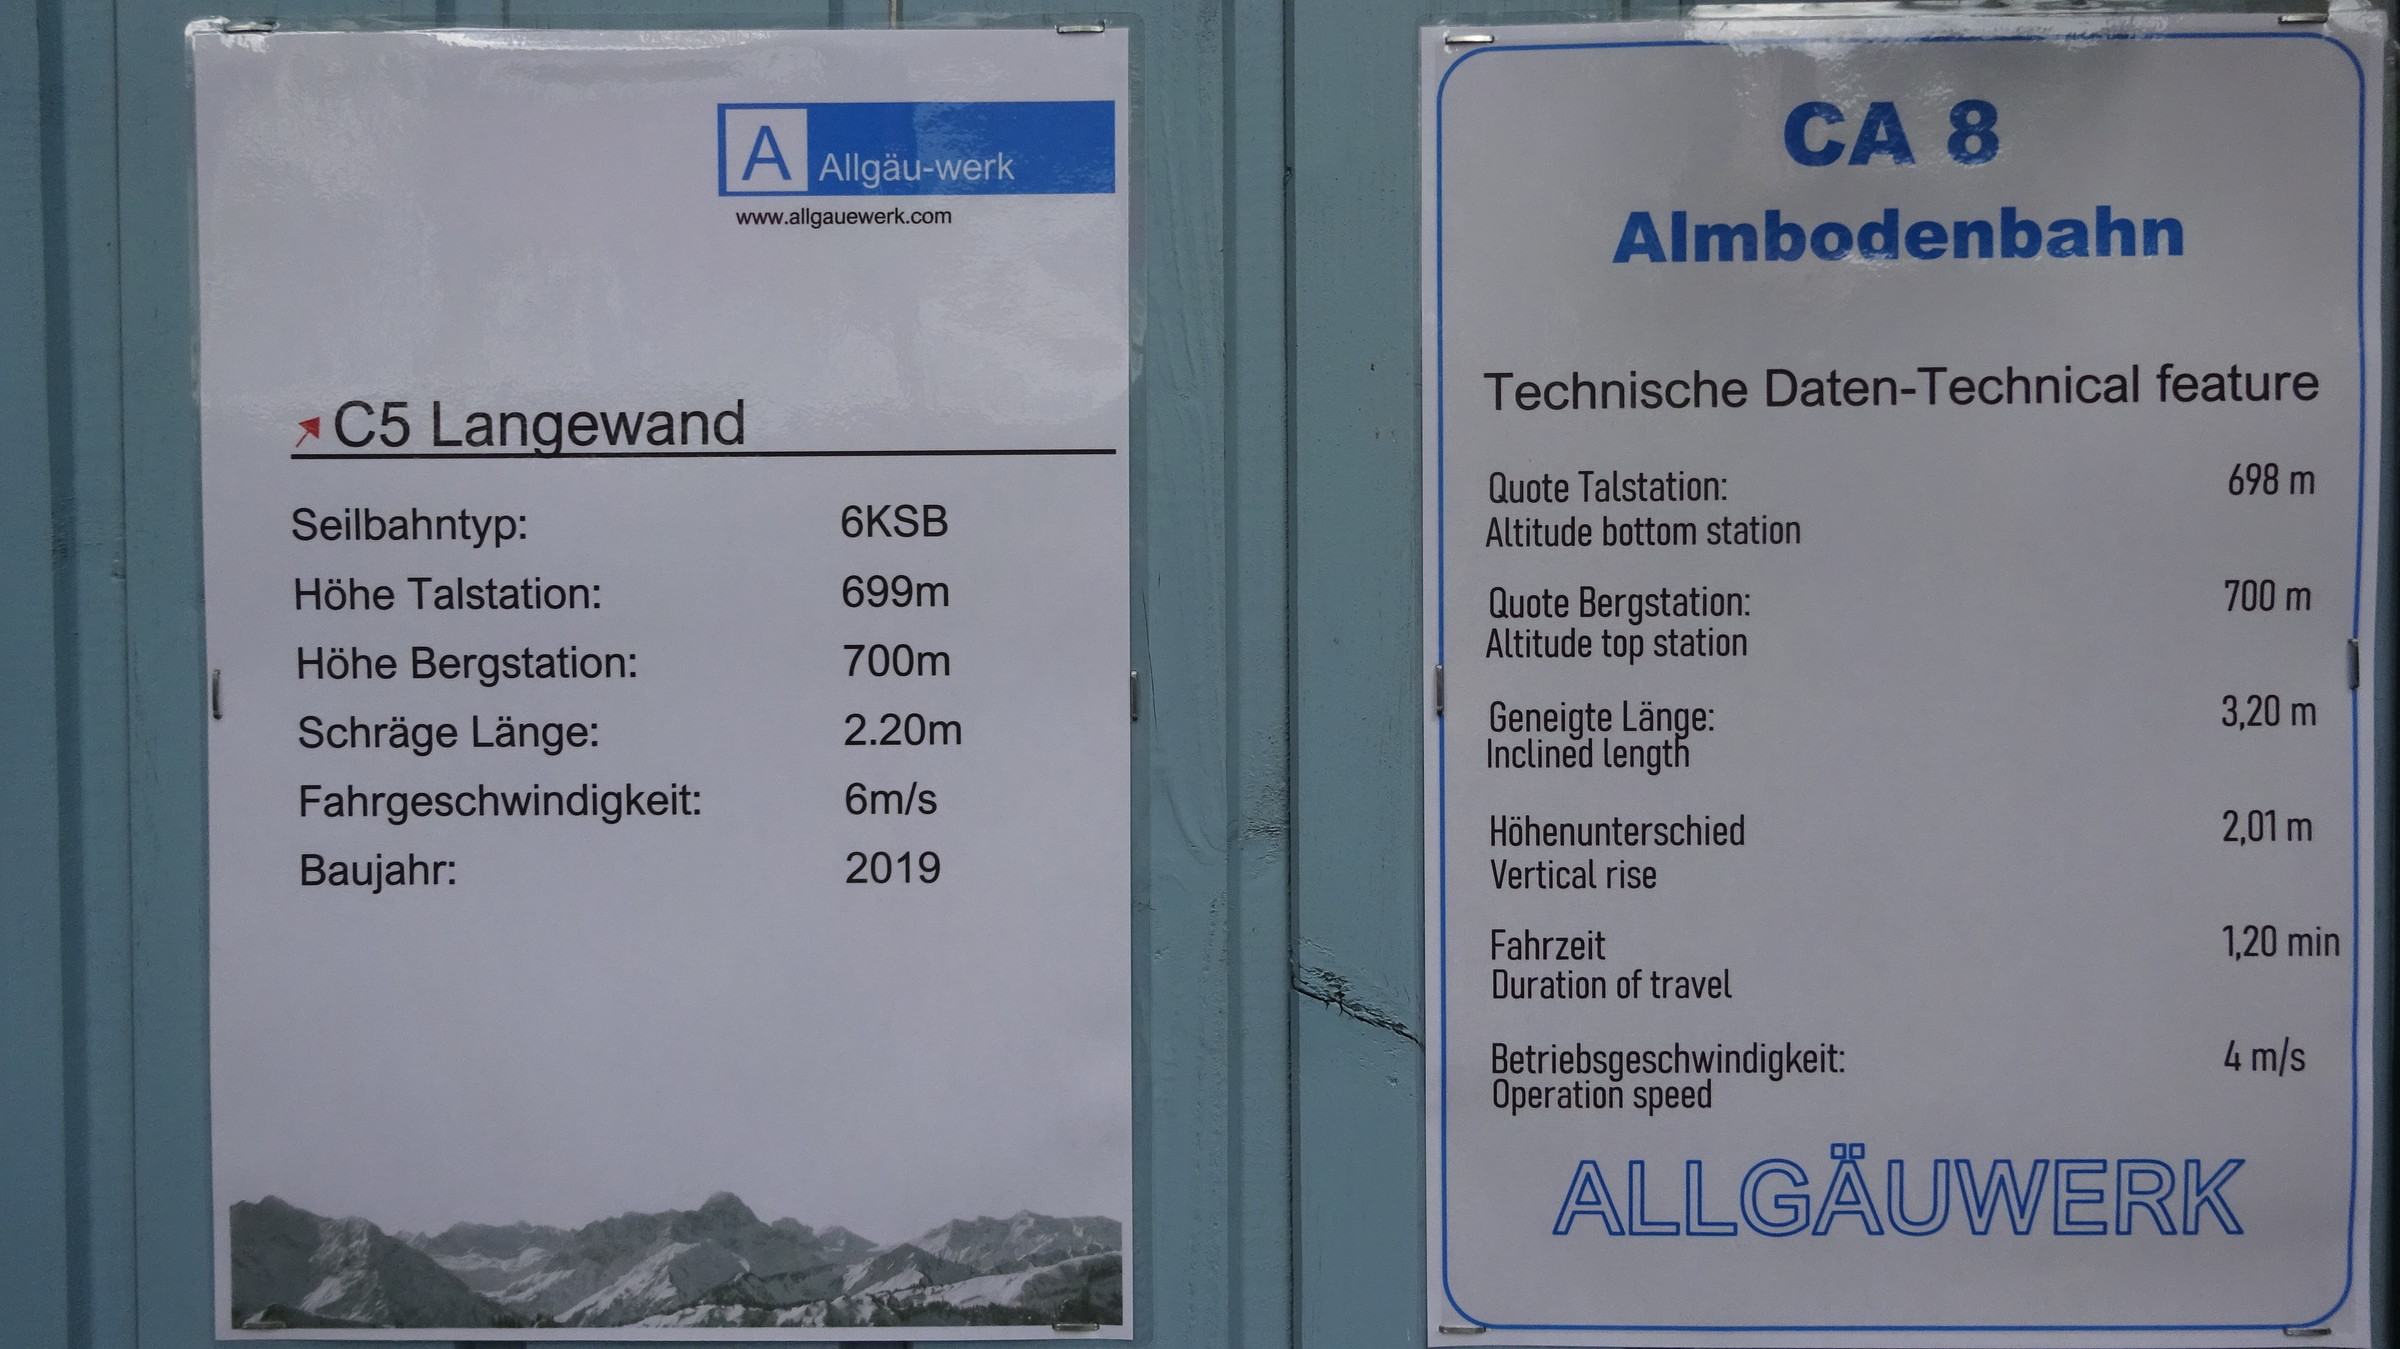 A Allgäu-werk
www.allgauewerk.com
C5 Langewand
Seilbahntyp: 6KSB
Höhe Talstation: 699m
Höhe Bergstation: 700m
Schräge Länge: 2.20m
Fahrgeschwindigkeit: 6m/s
Baujahr: 2019
CA 8
Almbodenbahn
Technische Daten-Technical feature
Quote Talstation: 698 m
Altitude bottom station
Quote Bergstation: 700 m
Altitude top station
Geneigte Länge: 3,20 m
Inclined length
Höhenunterschied 2,01 m
Vertical rise
Fahrzeit 1,20 min
Duration of travel
Betriebsgeschwindigkeit: 4 m/s
Operation speed
ALLGÄUWERK